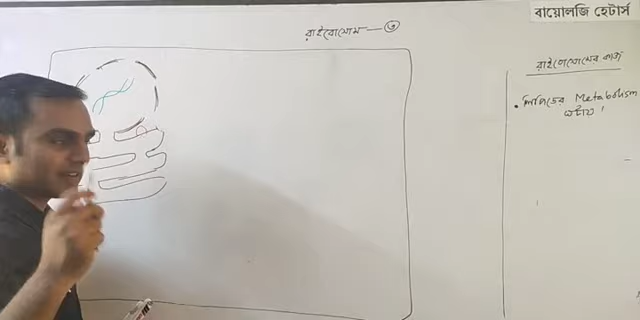 বায়োলজি হেটার্স
রাইবোসোম — ৩
রাইবোসোমের কাজ
• লিপিডের Metabolism
ঘটায়।